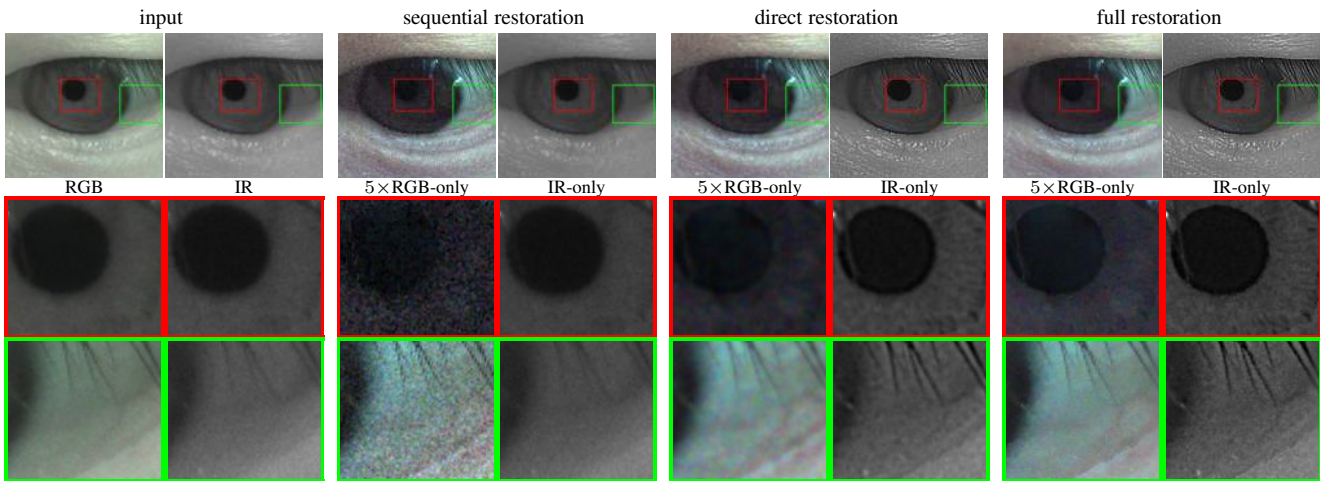 input sequential restoration direct restoration full restoration
RGB IR 5×RGB-only IR-only 5×RGB-only IR-only 5×RGB-only IR-only